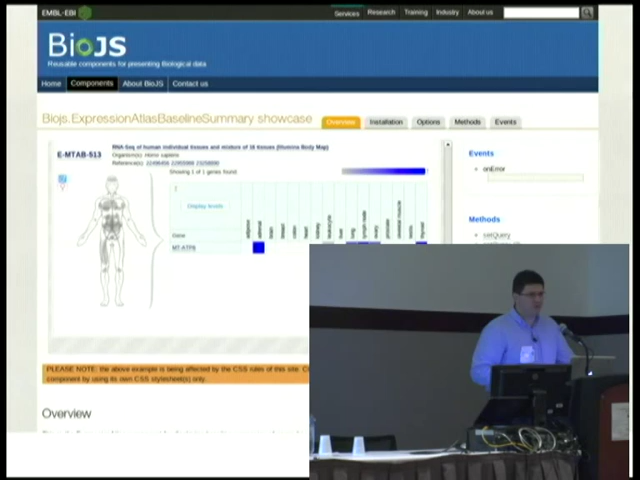 EMBL-EBI
Services Research Training Industry About us
BioJS
Reusable components for presenting Biological data
Home Components About BioJS Contact us
Biojs.ExpressionAtlasBaselineSummary showcase
Overview Installation Options Methods Events
E-MTAB-513
RNA-Seq of human individual tissues and mixture of 16 tissues (Illumina Body Map)
Organism(s): Homo sapiens
Showing 1 of 1 genes found
Display levels
adipose adrenal brain breast colon heart kidney leukocyte liver lung lymph node ovary prostate skeletal muscle testis thyroid
Gene
MT-ATP6
Events
onError
Methods
setQuery
PLEASE NOTE: the above example is being affected by the CSS rules of this site.
component by using its own CSS stylesheet(s) only.
Overview